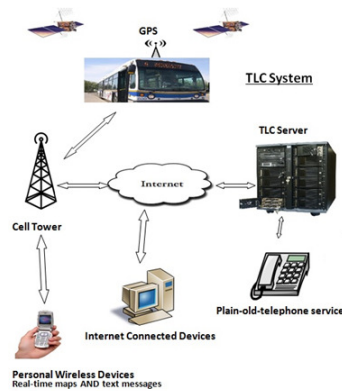 GPS
TLC System
TLC Server
Internet
Cell Tower
Plain-old-telephone service
Internet Connected Devices
Personal Wireless Devices
Real-time maps AND text messages